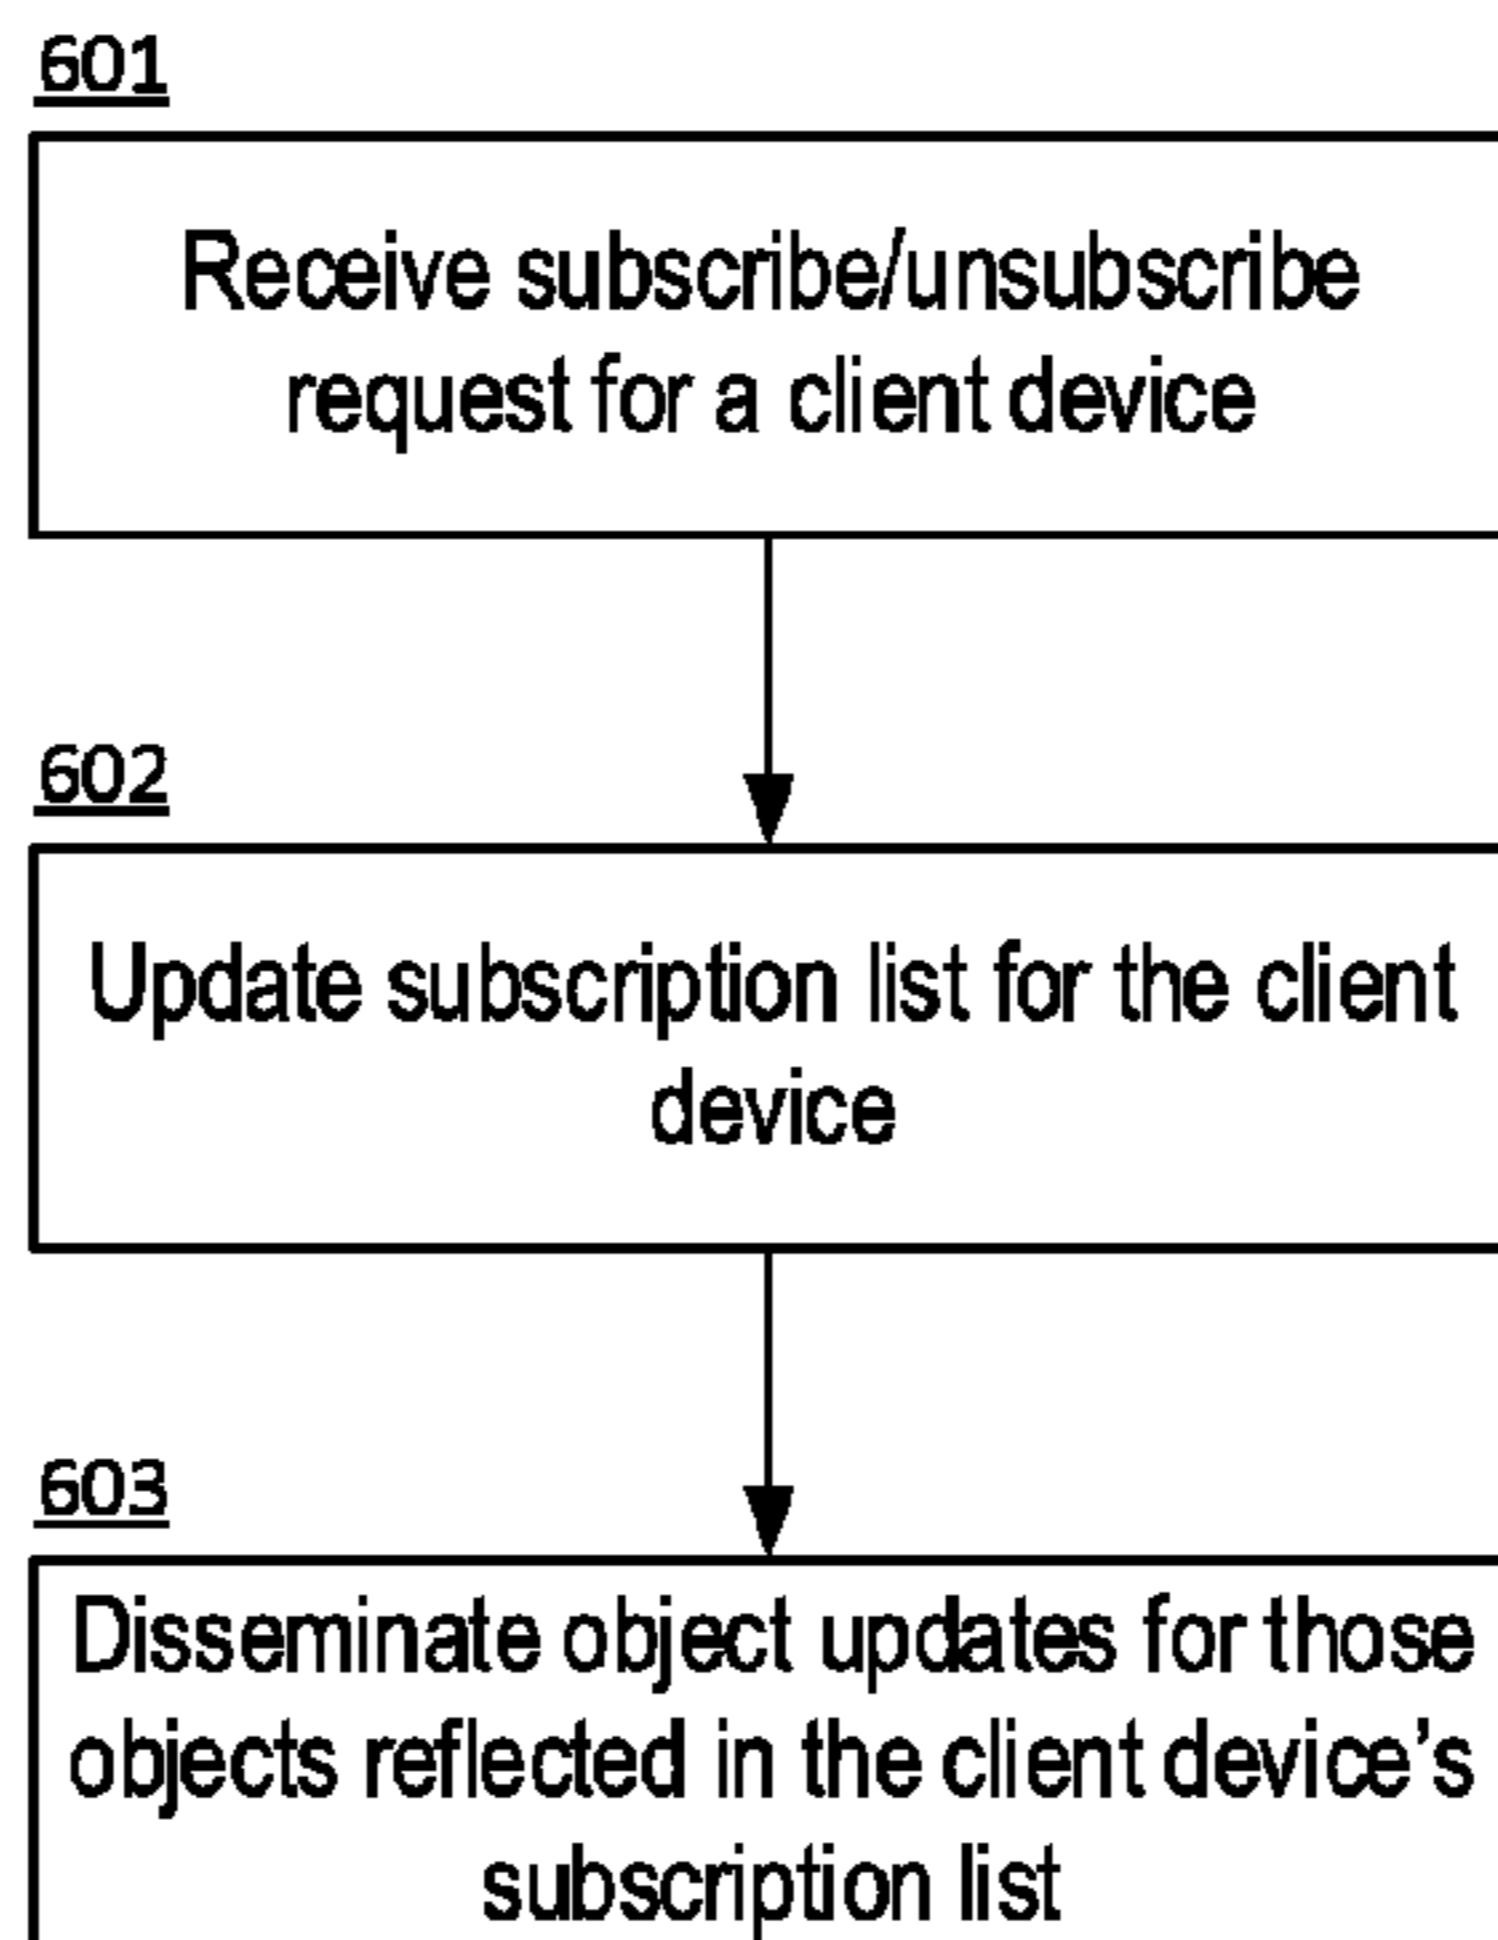 601
Receive subscribe/unsubscribe
request for a client device
602
Update subscription list for the client
device
603
Disseminate object updates for those
objects reflected in the client device’s
subscription list